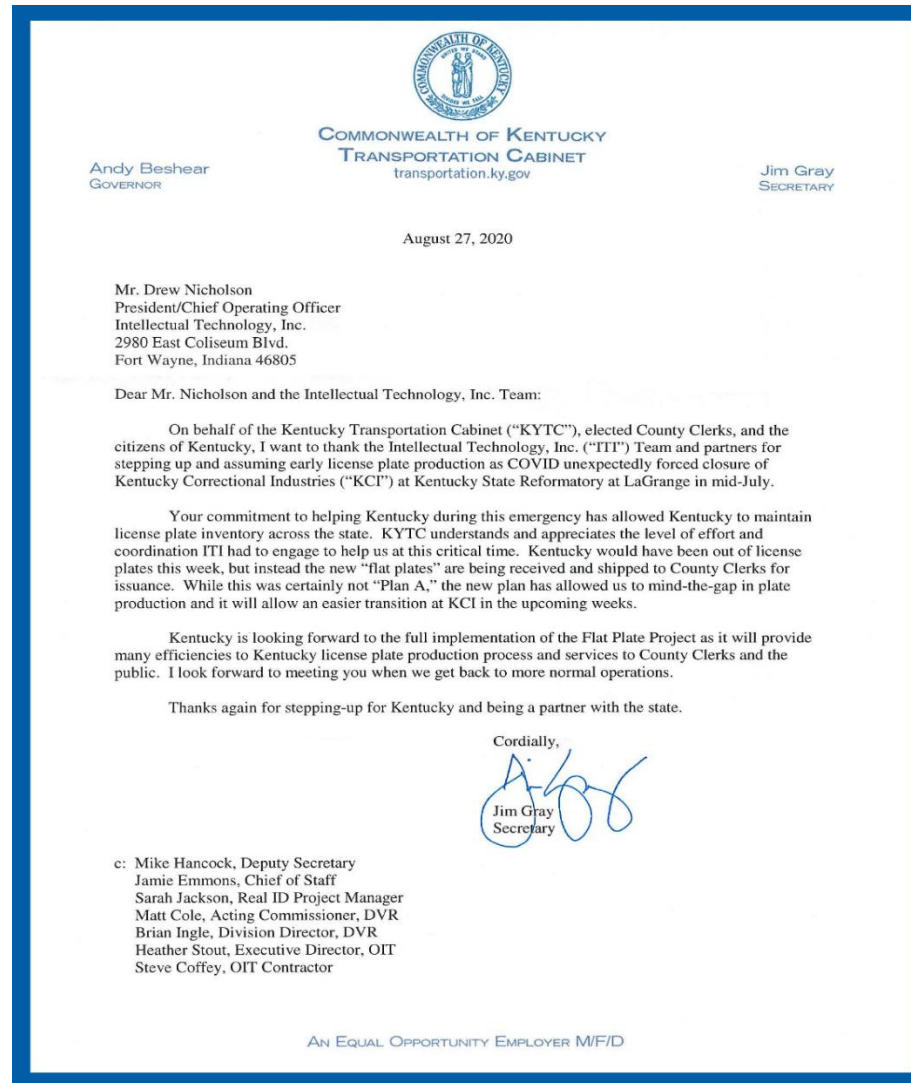 COMMONWEALTH OF KENTUCKY
UNITED WE STAND
DIVIDED WE FALL
COMMONWEALTH OF KENTUCKY
TRANSPORTATION CABINET
transportation.ky.gov
Andy Beshear
GOVERNOR
Jim Gray
SECRETARY
August 27, 2020
Mr. Drew Nicholson
President/Chief Operating Officer
Intellectual Technology, Inc.
2980 East Coliseum Blvd.
Fort Wayne, Indiana 46805
Dear Mr. Nicholson and the Intellectual Technology, Inc. Team:
On behalf of the Kentucky Transportation Cabinet (“KYTC”), elected County Clerks, and the
citizens of Kentucky, I want to thank the Intellectual Technology, Inc. (“ITI”) Team and partners for
stepping up and assuming early license plate production as COVID unexpectedly forced closure of
Kentucky Correctional Industries (“KCI”) at Kentucky State Reformatory at LaGrange in mid-July.
Your commitment to helping Kentucky during this emergency has allowed Kentucky to maintain
license plate inventory across the state. KYTC understands and appreciates the level of effort and
coordination ITI had to engage to help us at this critical time. Kentucky would have been out of license
plates this week, but instead the new “flat plates” are being received and shipped to County Clerks for
issuance. While this was certainly not “Plan A,” the new plan has allowed us to mind-the-gap in plate
production and it will allow an easier transition at KCI in the upcoming weeks.
Kentucky is looking forward to the full implementation of the Flat Plate Project as it will provide
many efficiencies to Kentucky license plate production process and services to County Clerks and the
public. I look forward to meeting you when we get back to more normal operations.
Thanks again for stepping-up for Kentucky and being a partner with the state.
Cordially,
Jim Gray
Secretary
c: Mike Hancock, Deputy Secretary
Jamie Emmons, Chief of Staff
Sarah Jackson, Real ID Project Manager
Matt Cole, Acting Commissioner, DVR
Brian Ingle, Division Director, DVR
Heather Stout, Executive Director, OIT
Steve Coffey, OIT Contractor
AN EQUAL OPPORTUNITY EMPLOYER M/F/D